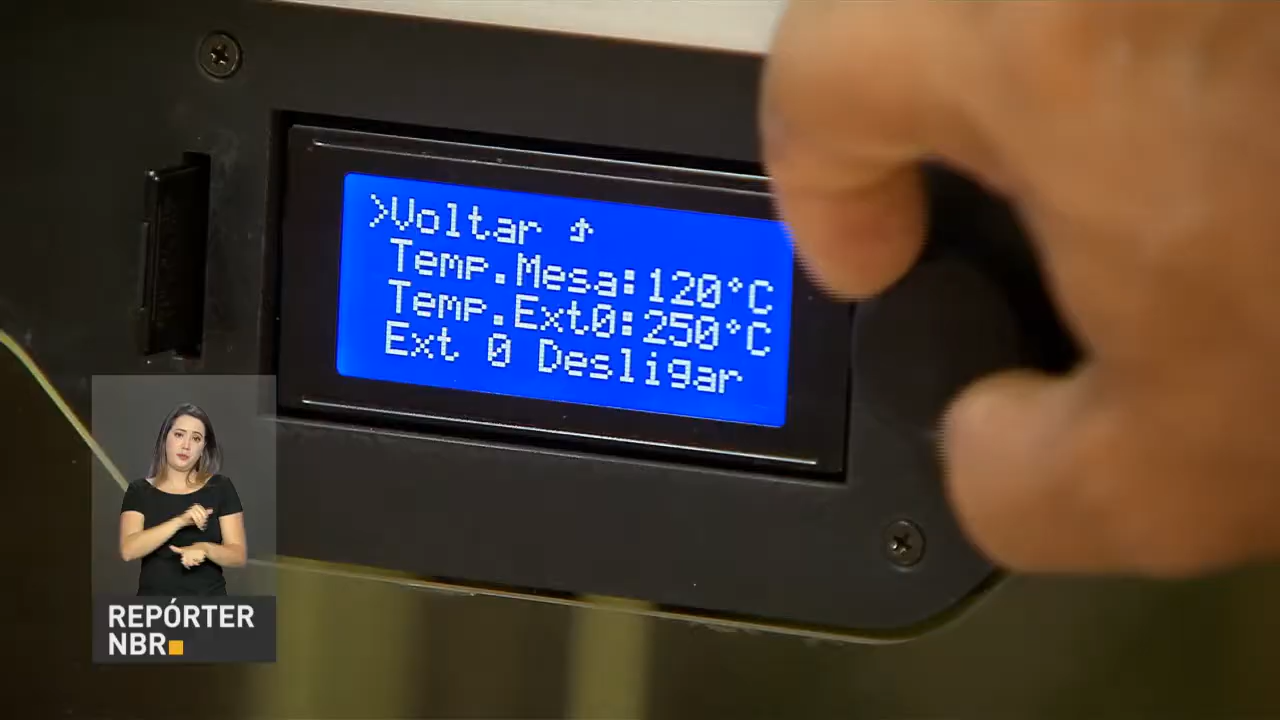 >Voltar ⮥
Temp.Mesa:120°C
Temp.Ext0:250°C
Ext 0 Desligar
REPÓRTER
NBR